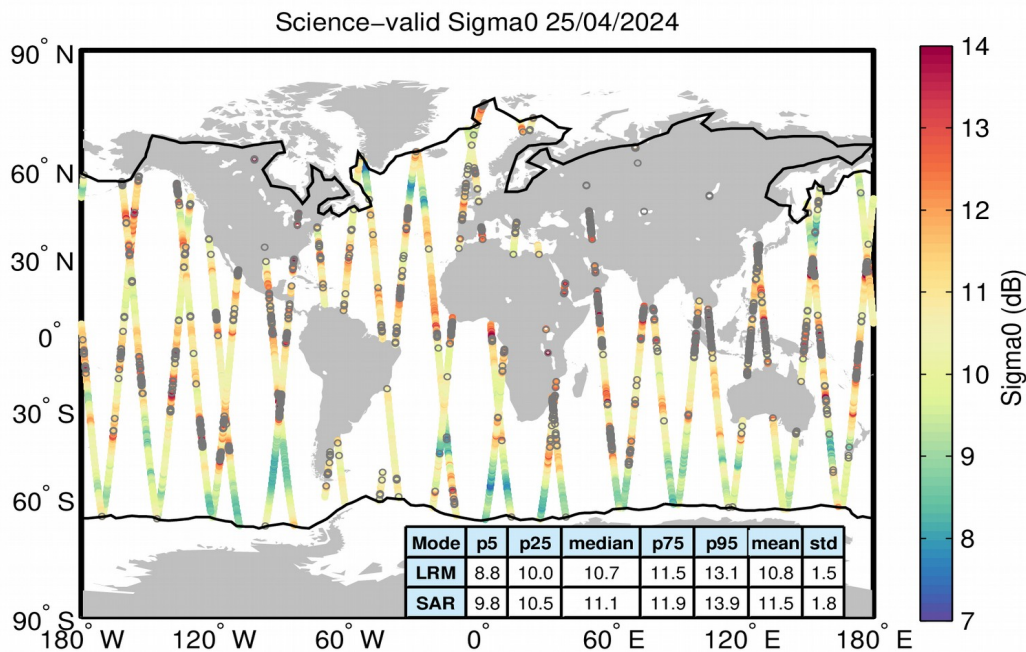 Science−valid Sigma0 25/04/2024
90° N
60° N
30° N
0°
30° S
60° S
90° S
180° W
120° W
60° W
0°
60° E
120° E
180° E
14
13
12
11
10
9
8
7
Sigma0 (dB)
Mode p5 p25 median p75 p95 mean std
LRM 8.8 10.0 10.7 11.5 13.1 10.8 1.5
SAR 9.8 10.5 11.1 11.9 13.9 11.5 1.8